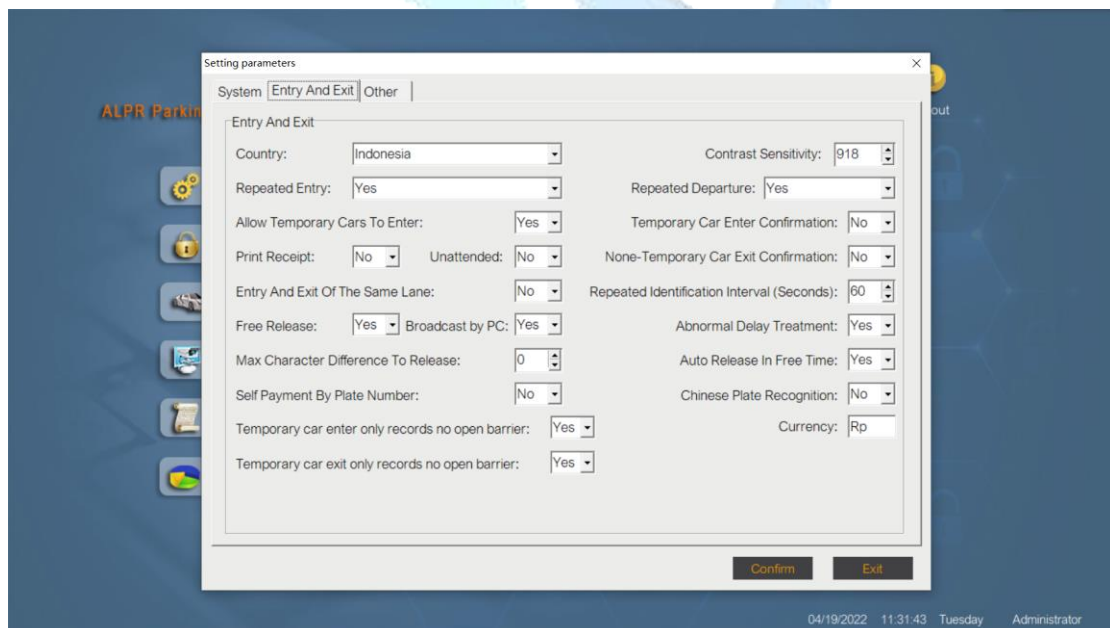 Setting parameters
System Entry And Exit Other
ALPR Parkin
out
Entry And Exit
Country: Indonesia Contrast Sensitivity: 918
Repeated Entry: Yes Repeated Departure: Yes
Allow Temporary Cars To Enter: Yes Temporary Car Enter Confirmation: No
Print Receipt: No Unattended: No None-Temporary Car Exit Confirmation: No
Entry And Exit Of The Same Lane: No Repeated Identification Interval (Seconds): 60
Free Release: Yes Broadcast by PC: Yes Abnormal Delay Treatment: Yes
Max Character Difference To Release: 0 Auto Release In Free Time: Yes
Self Payment By Plate Number: No Chinese Plate Recognition: No
Temporary car enter only records no open barrier: Yes Currency: Rp
Temporary car exit only records no open barrier: Yes
Confirm Exit
04/19/2022 11:31:43 Tuesday Administrator